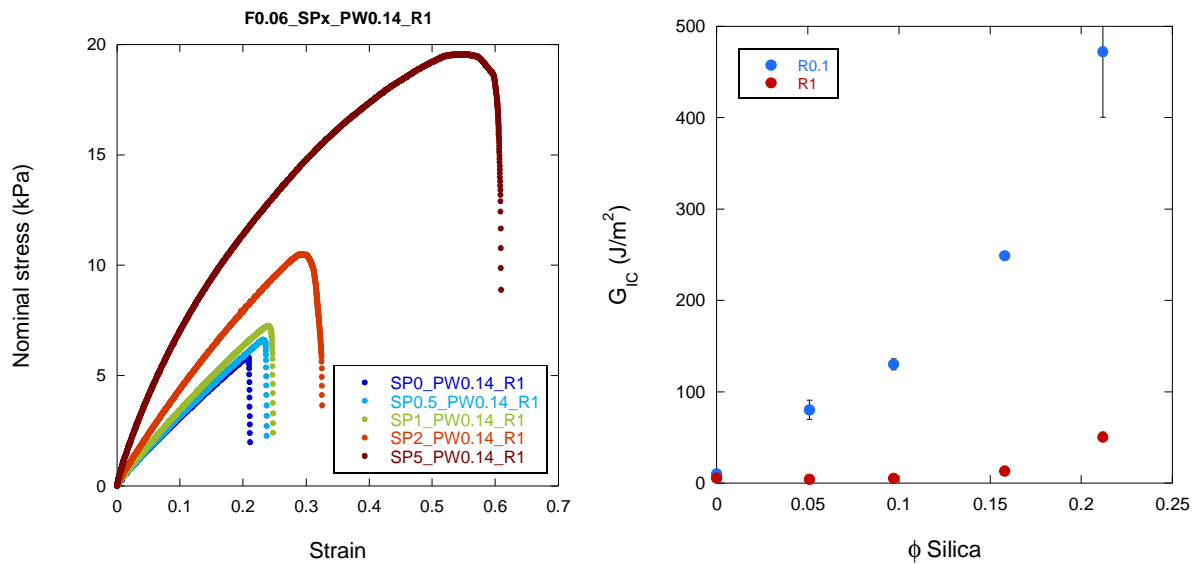 F0.06_SPx_PW0.14_R1
20
15
10
5
0
Nominal stress (kPa)
SP0_PW0.14_R1
SP0.5_PW0.14_R1
SP1_PW0.14_R1
SP2_PW0.14_R1
SP5_PW0.14_R1
0 0.1 0.2 0.3 0.4 0.5 0.6 0.7
Strain
500
400
300
200
100
0
G_IC (J/m²)
R0.1
R1
0 0.05 0.1 0.15 0.2 0.25
ϕ Silica